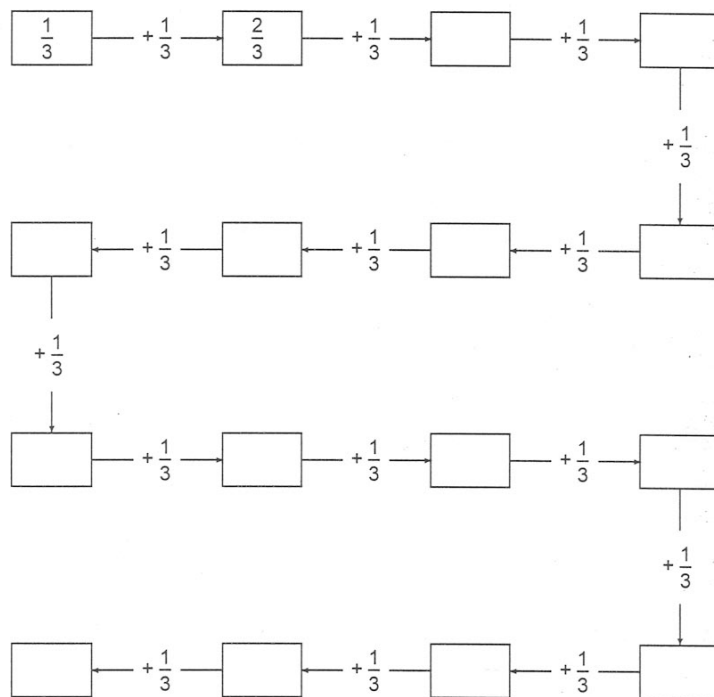 1/3 + 1/3 2/3 + 1/3 + 1/3
+ 1/3
+ 1/3 + 1/3 + 1/3
+ 1/3
+ 1/3 + 1/3 + 1/3
+ 1/3
+ 1/3 + 1/3 + 1/3